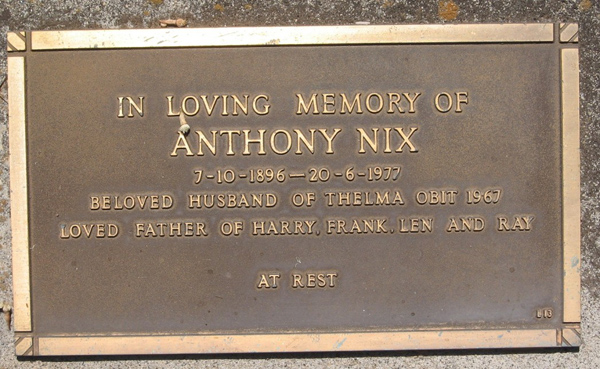 IN LOVING MEMORY OF
ANTHONY NIX
7-10-1896—20-6-1977
BELOVED HUSBAND OF THELMA OBIT 1967
LOVED FATHER OF HARRY, FRANK, LEN AND RAY
AT REST